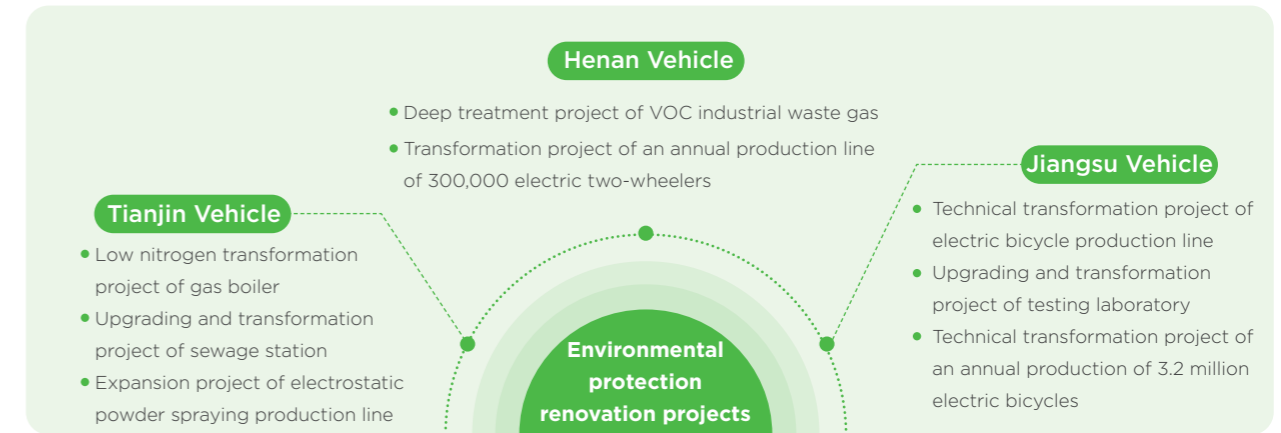 Henan Vehicle
• Deep treatment project of VOC industrial waste gas
• Transformation project of an annual production line
of 300,000 electric two-wheelers
Tianjin Vehicle
• Low nitrogen transformation
project of gas boiler
• Upgrading and transformation
project of sewage station
• Expansion project of electrostatic
powder spraying production line
Jiangsu Vehicle
• Technical transformation project of
electric bicycle production line
• Upgrading and transformation
project of testing laboratory
• Technical transformation project of
an annual production of 3.2 million
electric bicycles
Environmental
protection
renovation projects